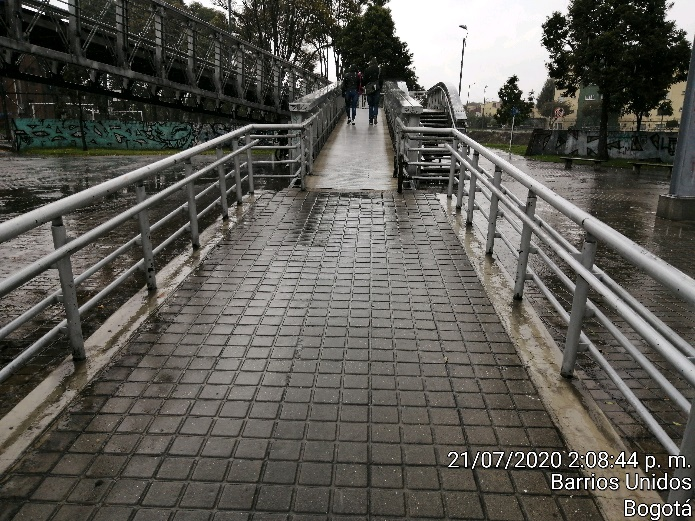 21/07/2020 2:08:44 p. m.
Barrios Unidos
Bogotá